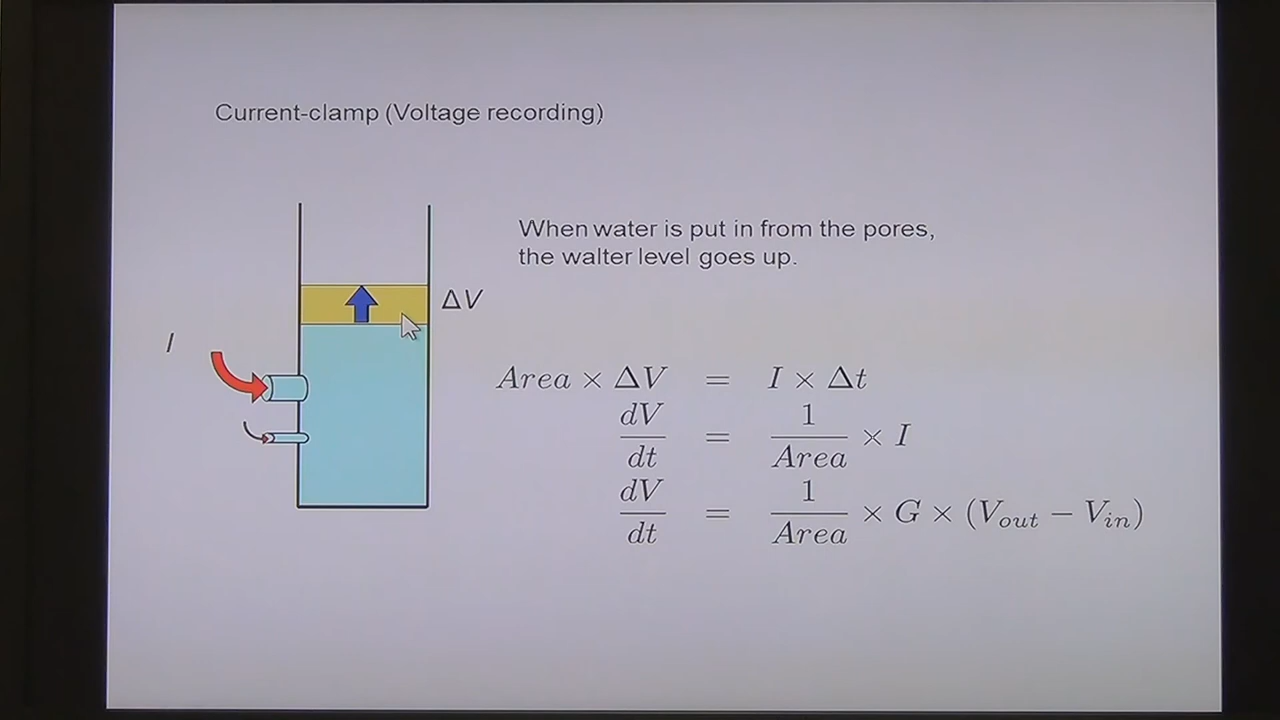 Current-clamp (Voltage recording)
When water is put in from the pores,
the walter level goes up.
ΔV
I
Area × ΔV = I × Δt
dV/dt = 1/Area × I
dV/dt = 1/Area × G × (V_out − V_in)